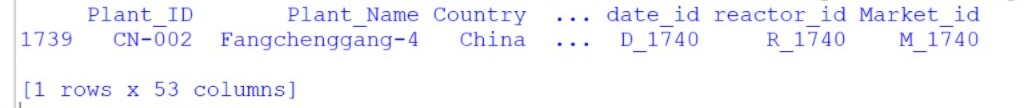 Plant_ID Plant_Name Country ... date_id reactor_id Market_id
1739 CN-002 Fangchenggang-4 China ... D_1740 R_1740 M_1740
[1 rows x 53 columns]